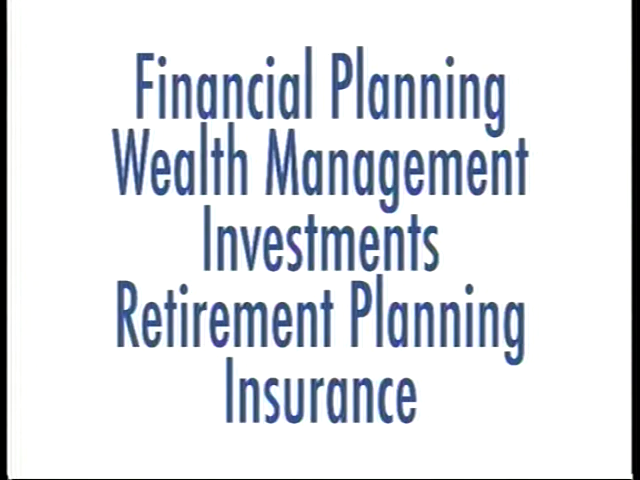 Financial Planning
Wealth Management
Investments
Retirement Planning
Insurance